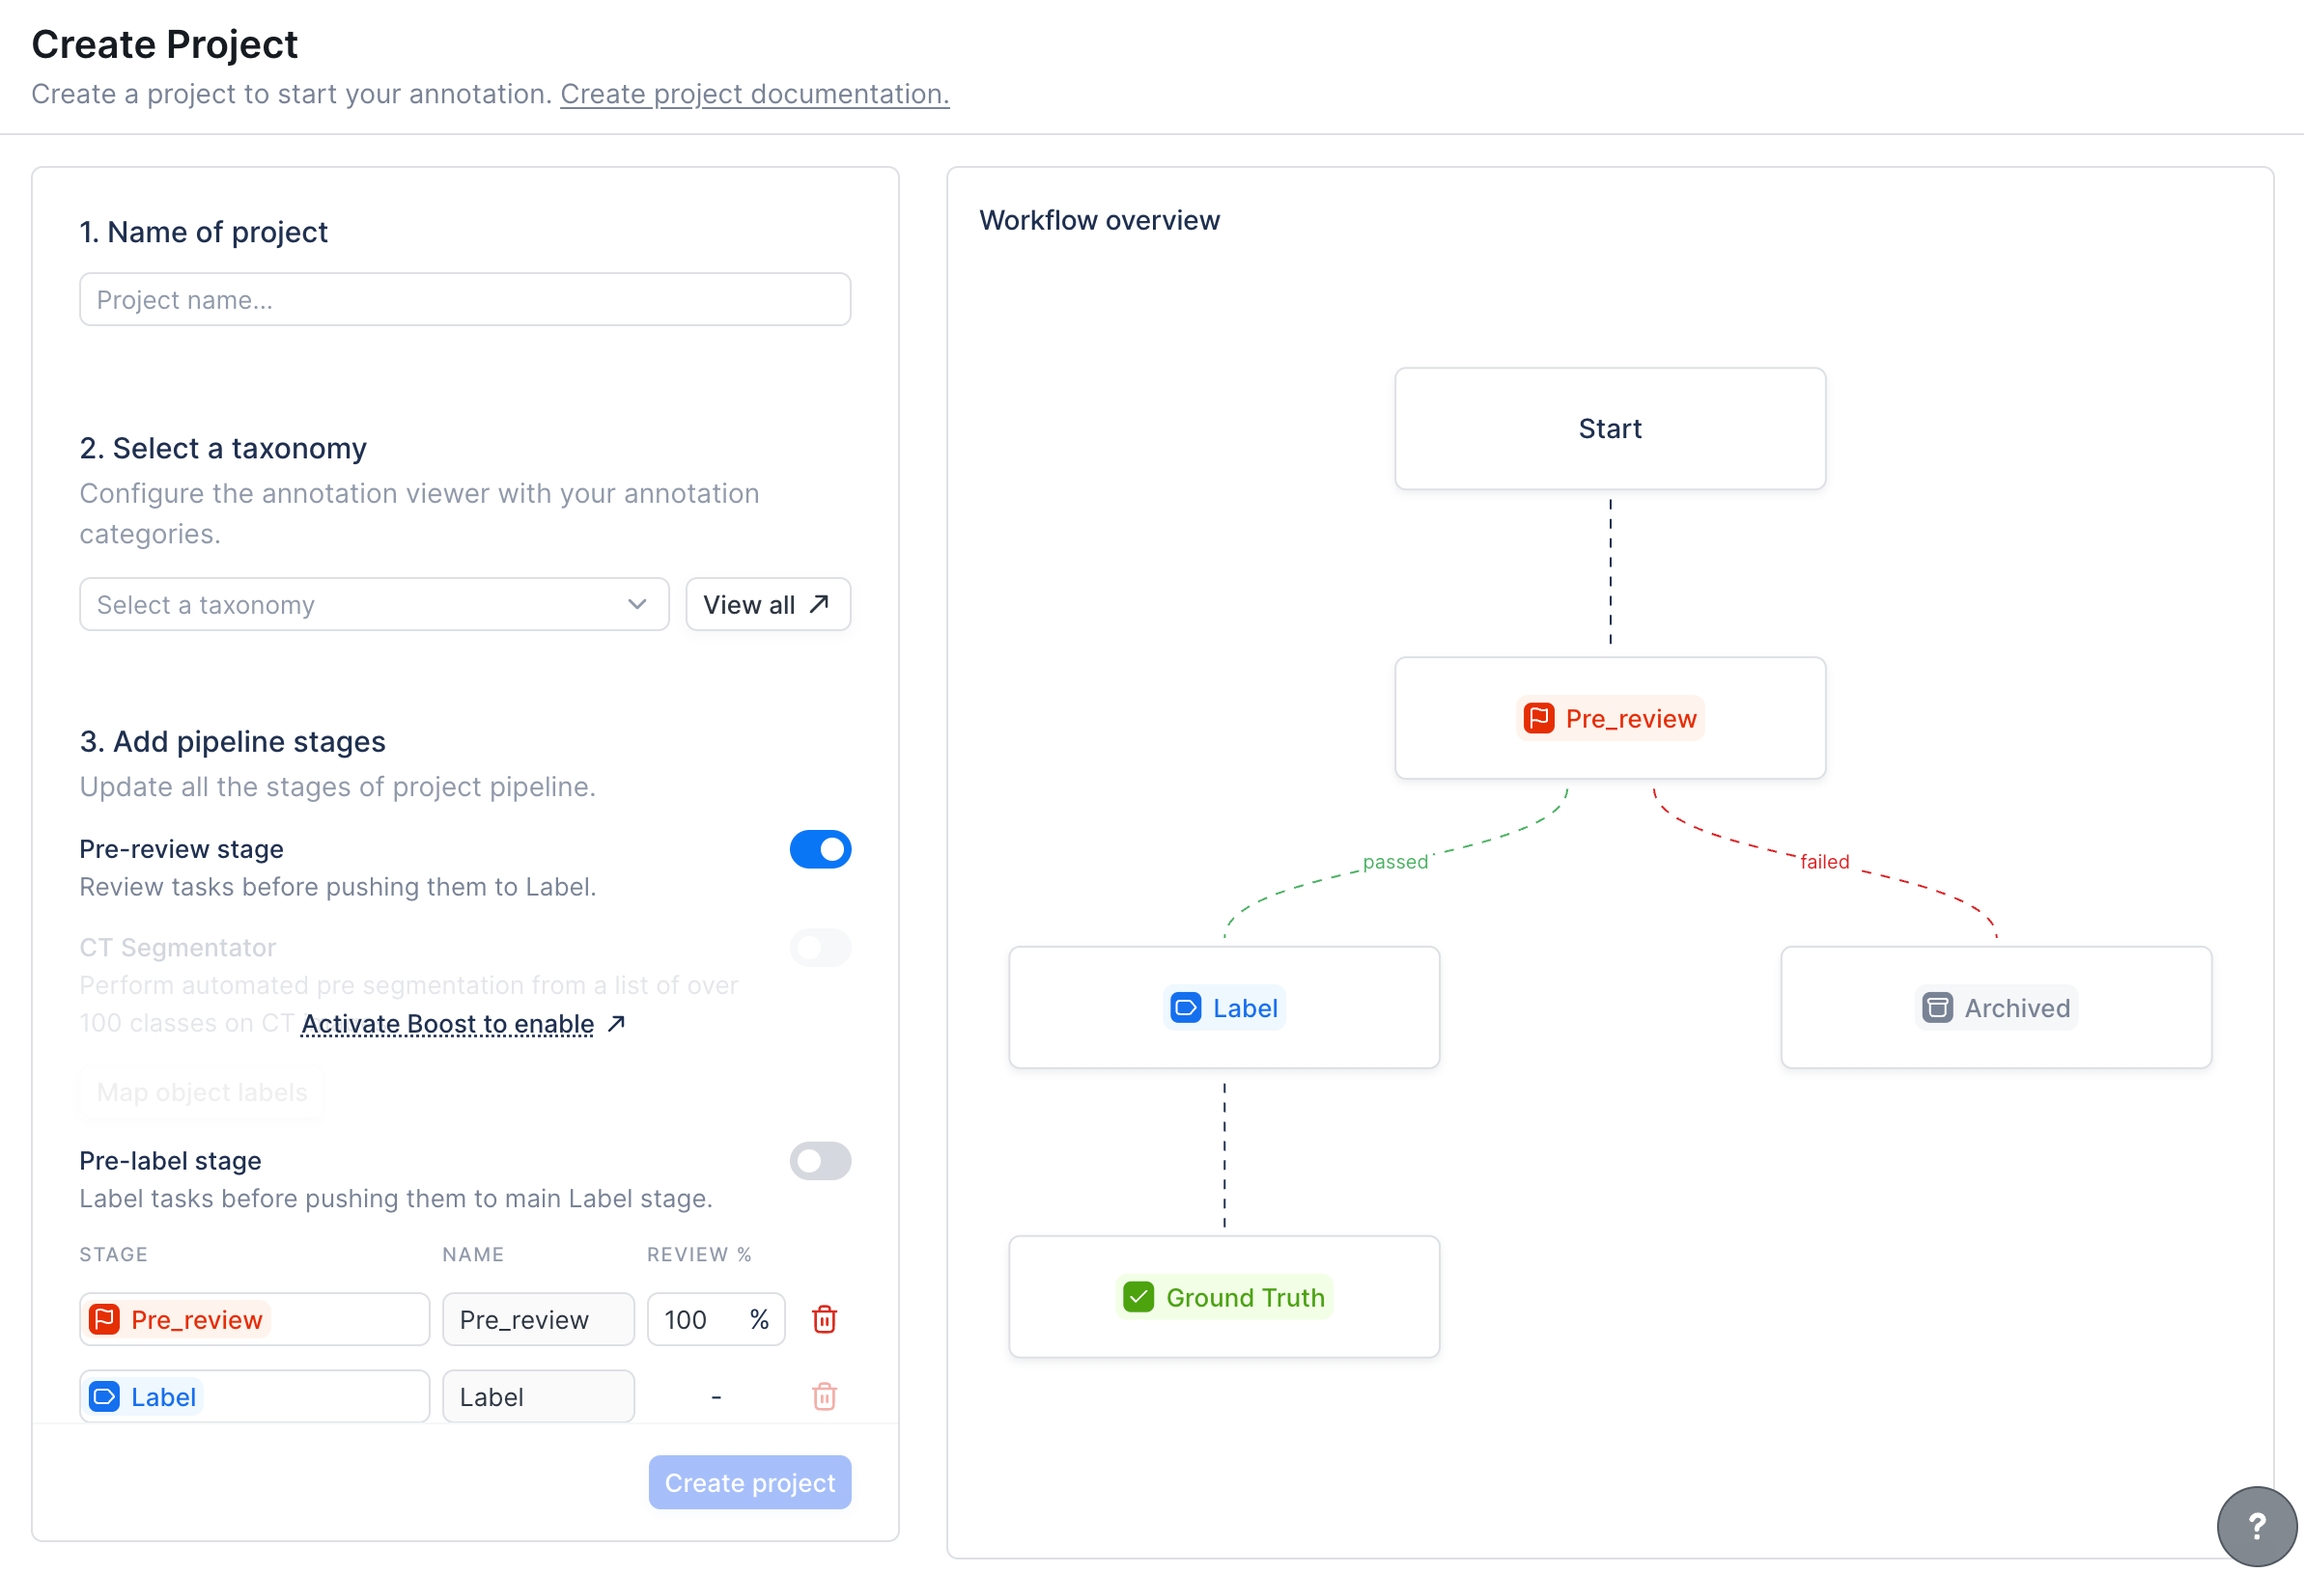 Create Project
Create a project to start your annotation. Create project documentation.
1. Name of project
Project name...
2. Select a taxonomy
Configure the annotation viewer with your annotation
categories.
Select a taxonomy
View all
3. Add pipeline stages
Update all the stages of project pipeline.
Pre-review stage
Review tasks before pushing them to Label.
CT Segmentator
Perform automated pre segmentation from a list of over
100 classes on CT
Activate Boost to enable
Map object labels
Pre-label stage
Label tasks before pushing them to main Label stage.
STAGE NAME REVIEW %
Pre_review Pre_review 100 %
Label Label -
Create project
Workflow overview
Start
Pre_review
passed failed
Label Archived
Ground Truth
?